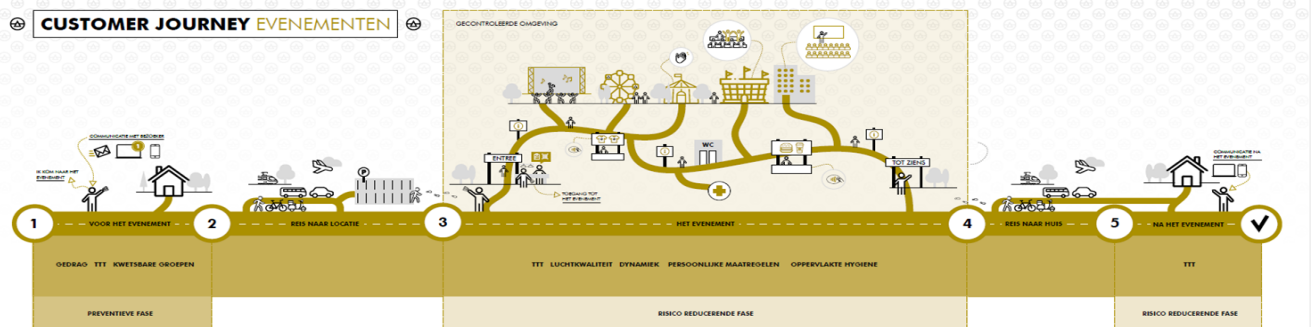 CUSTOMER JOURNEY EVENEMENTEN
GECONTROLEERDE OMGEVING
COMMUNICATIE MET BEZOEKER
1
IK KOM NAAR HET
EVENEMENT
P
ENTREE
TOEGANG TOT
HET EVENEMENT
WC
TOT ZIENS
COMMUNICATIE NA
HET EVENEMENT
1 VOOR HET EVENEMENT 2 REIS NAAR LOCATIE 3 HET EVENEMENT 4 REIS NAAR HUIS 5 NA HET EVENEMENT
GEDRAG TTT KWETSBARE GROEPEN
TTT LUCHTKWALITEIT DYNAMIEK PERSOONLIJKE MAATREGELEN OPPERVLAKTE HYGIENE
TTT
PREVENTIEVE FASE
RISICO REDUCERENDE FASE
RISICO REDUCERENDE FASE